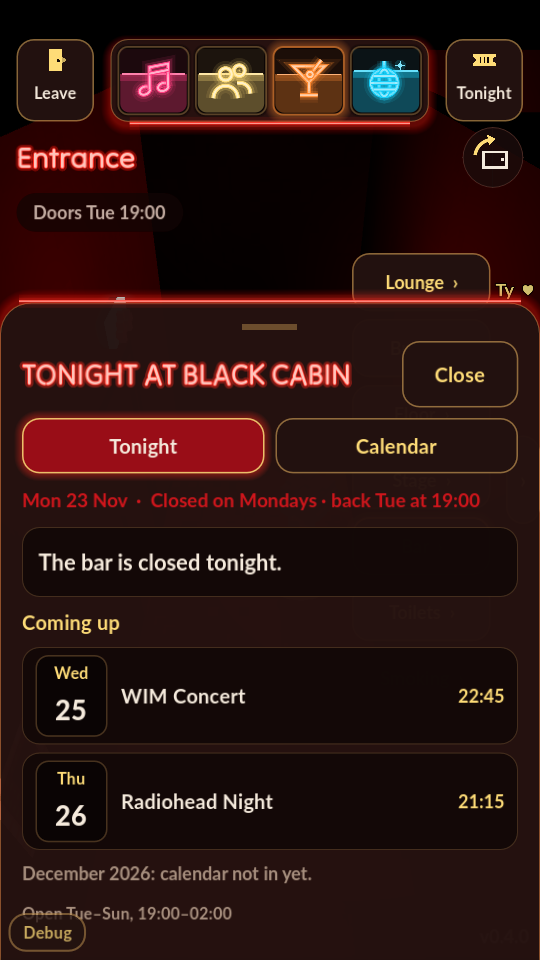 Leave
Tonight
Entrance
Doors Tue 19:00
Lounge ›
Ty
TONIGHT AT BLACK CABIN
Close
Tonight
Calendar
Mon 23 Nov · Closed on Mondays · back Tue at 19:00
The bar is closed tonight.
Coming up
Wed
25
WIM Concert
22:45
Thu
26
Radiohead Night
21:15
December 2026: calendar not in yet.
Open Tue–Sun, 19:00–02:00
Debug